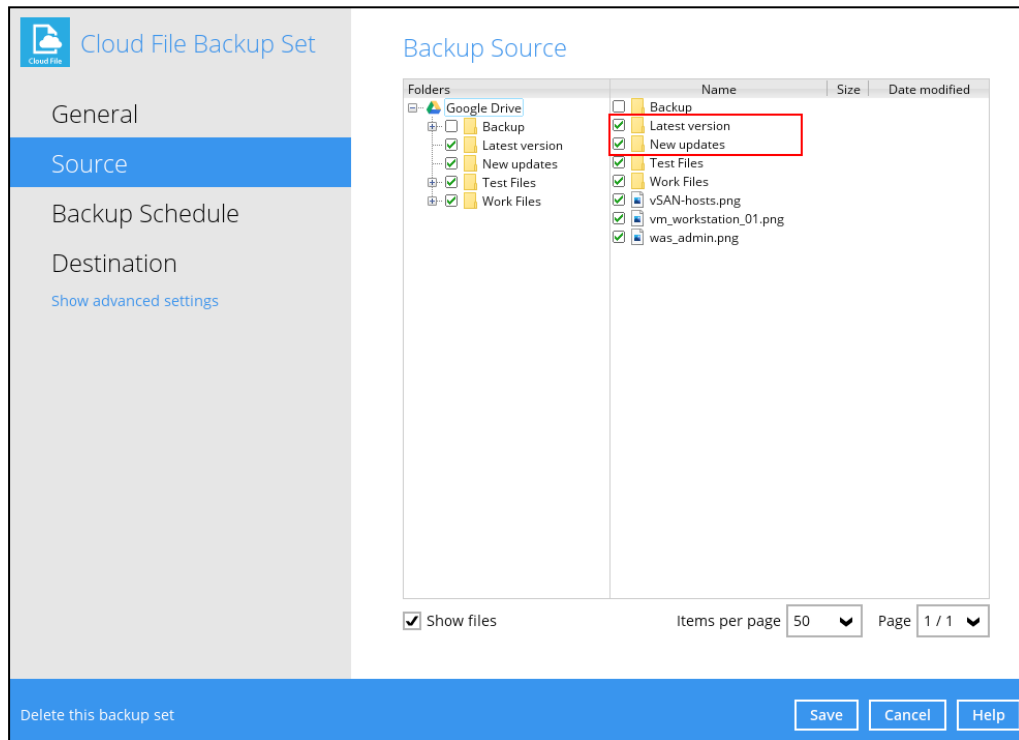 Cloud File
Cloud File Backup Set
General
Source
Backup Schedule
Destination
Show advanced settings
Backup Source
Folders
Google Drive
Backup
Latest version
New updates
Test Files
Work Files
Name Size Date modified
Backup
Latest version
New updates
Test Files
Work Files
vSAN-hosts.png
vm_workstation_01.png
was_admin.png
Show files
Items per page 50 Page 1 / 1
Delete this backup set
Save Cancel Help